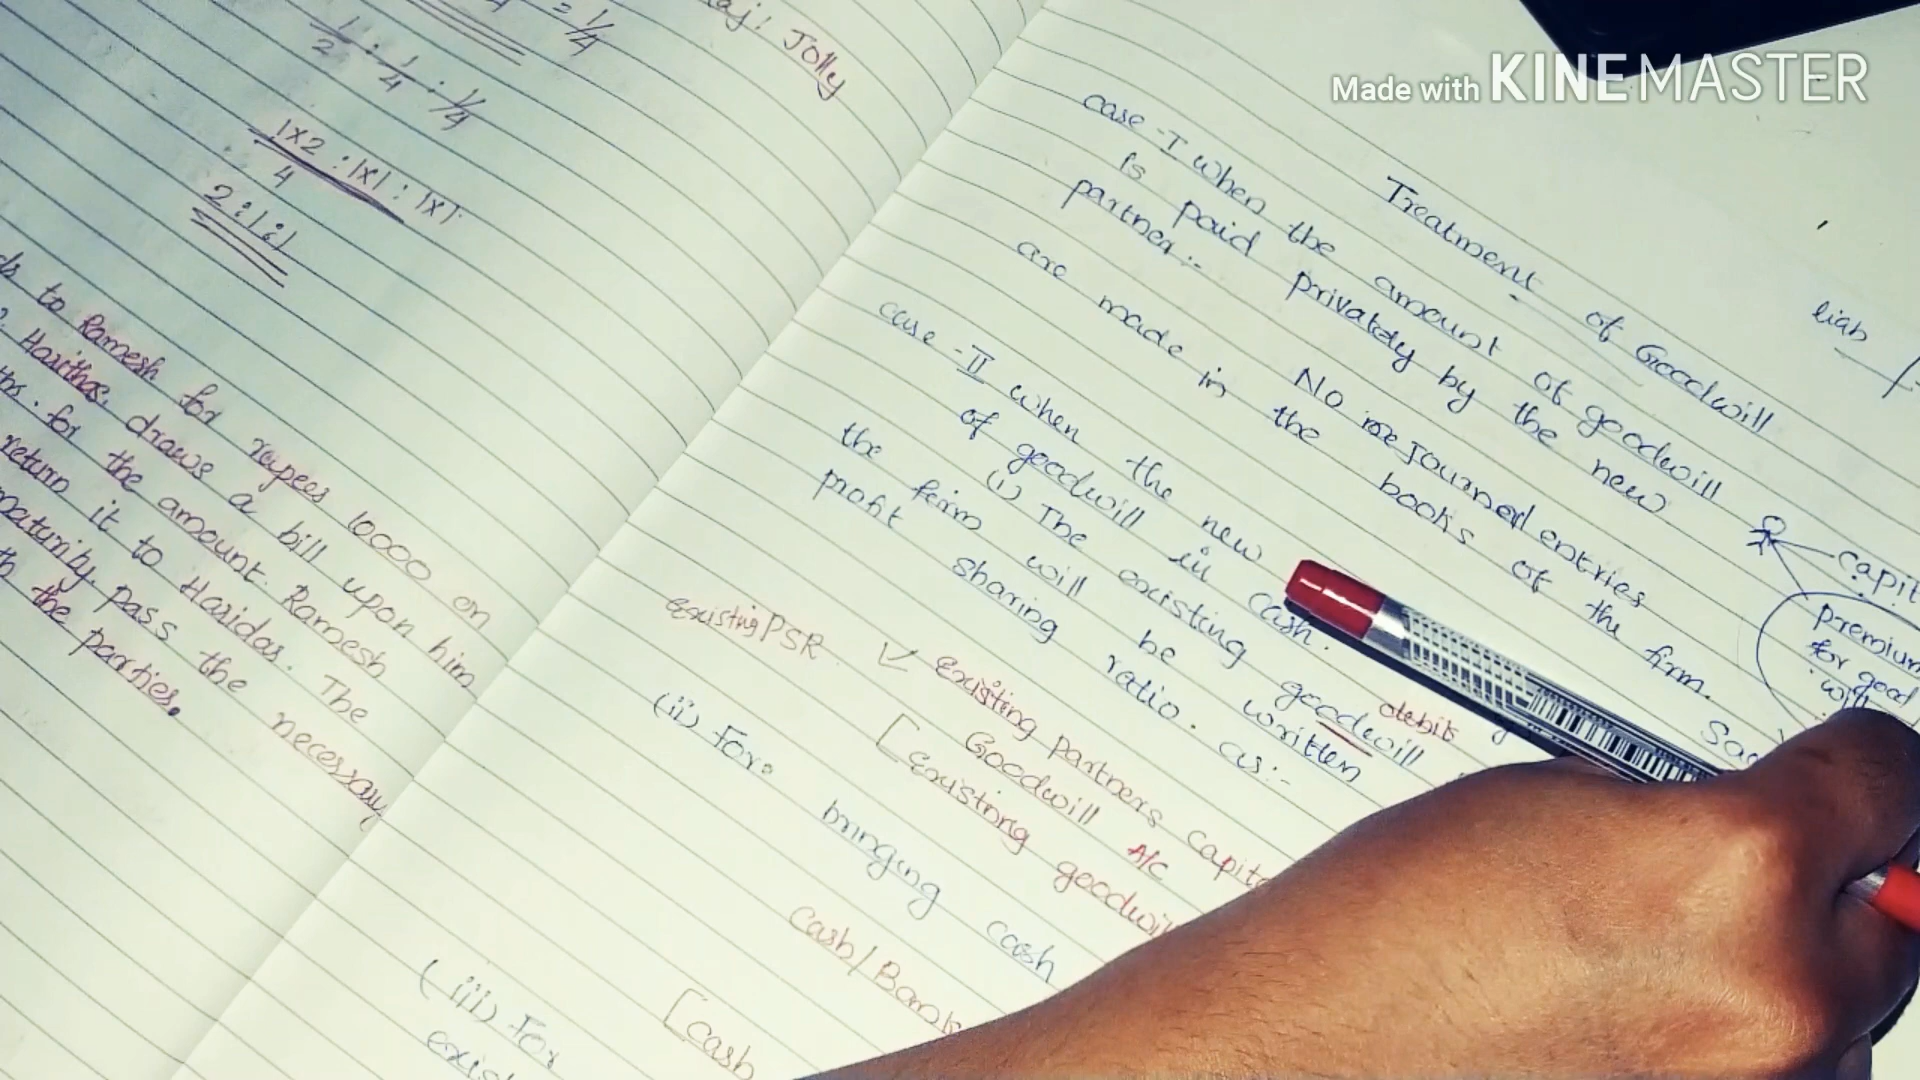 Made with KINEMASTER
= 1/4
1/2 : 1/4 : 1/4
1x2 : 1x1 : 1x1
4
2:1:1
Jolly
to Ramesh for rupees 10000 on
Haridas draws a bill upon him
for the amount. Ramesh
return it to Haridas. The
maturity. pass the necessary
the parties.
Treatment of Goodwill
case - I when the amount of goodwill
is paid privately by the new
partner:-
No Journal entries
are made in the books of the firm.
case - II when the new
of goodwill in cash.
(i) The existing goodwill
the firm will be written
profit sharing ratio. as:-
debit
existing PSR
Existing partners capita
Goodwill A/c
[Existing goodwill
(ii) For bringing cash
Cash/Bank
[cash
(iii) For
liab
capit
premium
for good
will